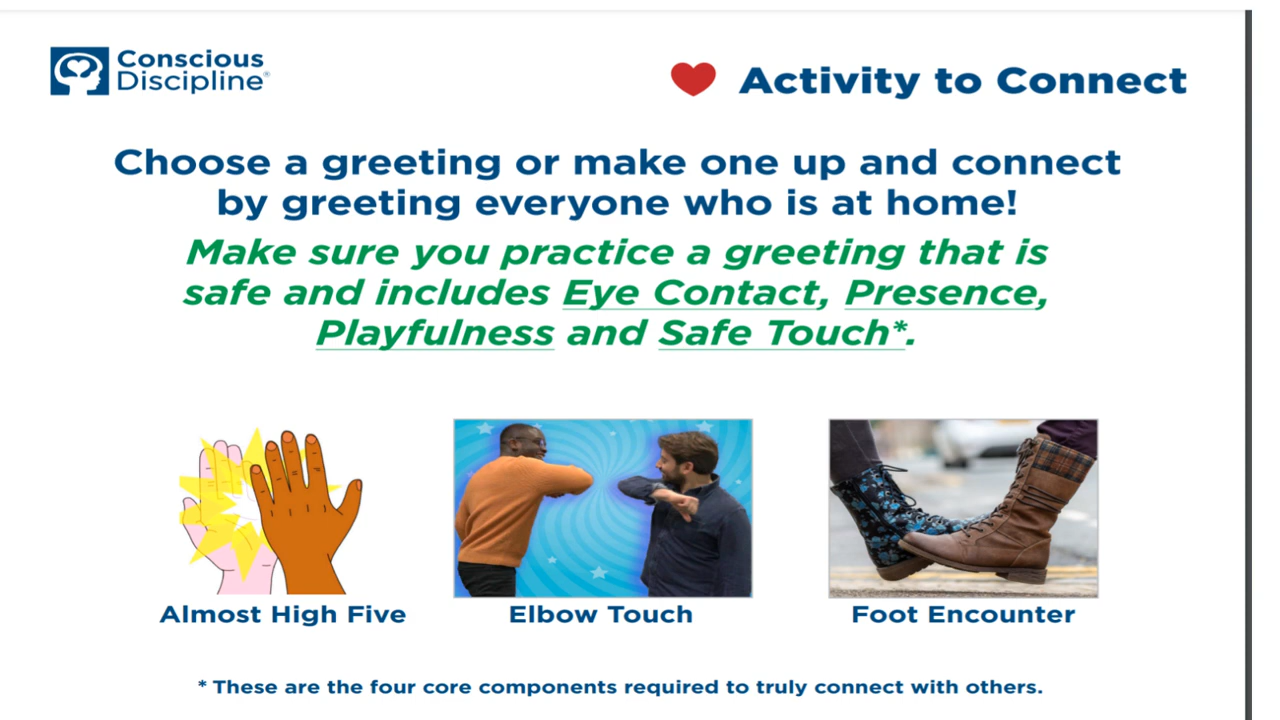 Conscious
Discipline®
Activity to Connect
Choose a greeting or make one up and connect
by greeting everyone who is at home!
Make sure you practice a greeting that is
safe and includes Eye Contact, Presence,
Playfulness and Safe Touch*.
Almost High Five
Elbow Touch
Foot Encounter
* These are the four core components required to truly connect with others.